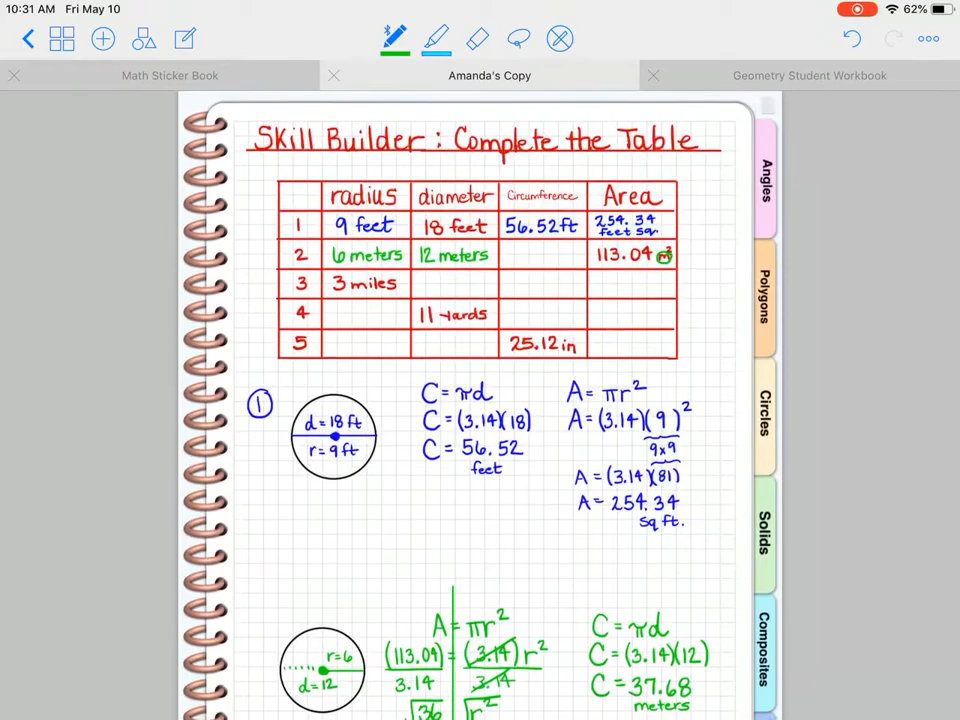 10:31 AM Fri May 10 62%
Math Sticker Book Amanda's Copy Geometry Student Workbook
Skill Builder : Complete the Table
radius diameter Circumference Area
1 9 feet 18 feet 56.52ft 254.34 feet sq.
2 6 meters 12 meters 113.04 m²
3 3 miles
4 11 yards
5 25.12 in
① C = πd A = πr²
d = 18 ft C = (3.14)(18) A = (3.14)(9)²
r = 9 ft C = 56.52 9x9
feet A = (3.14)(81)
A = 254.34
sq ft.
A = πr² C = πd
r=6 (113.04) = (3.14) r² C = (3.14)(12)
d=12 3.14 3.14 C = 37.68
√36 √r² meters
Angles
Polygons
Circles
Solids
Composites